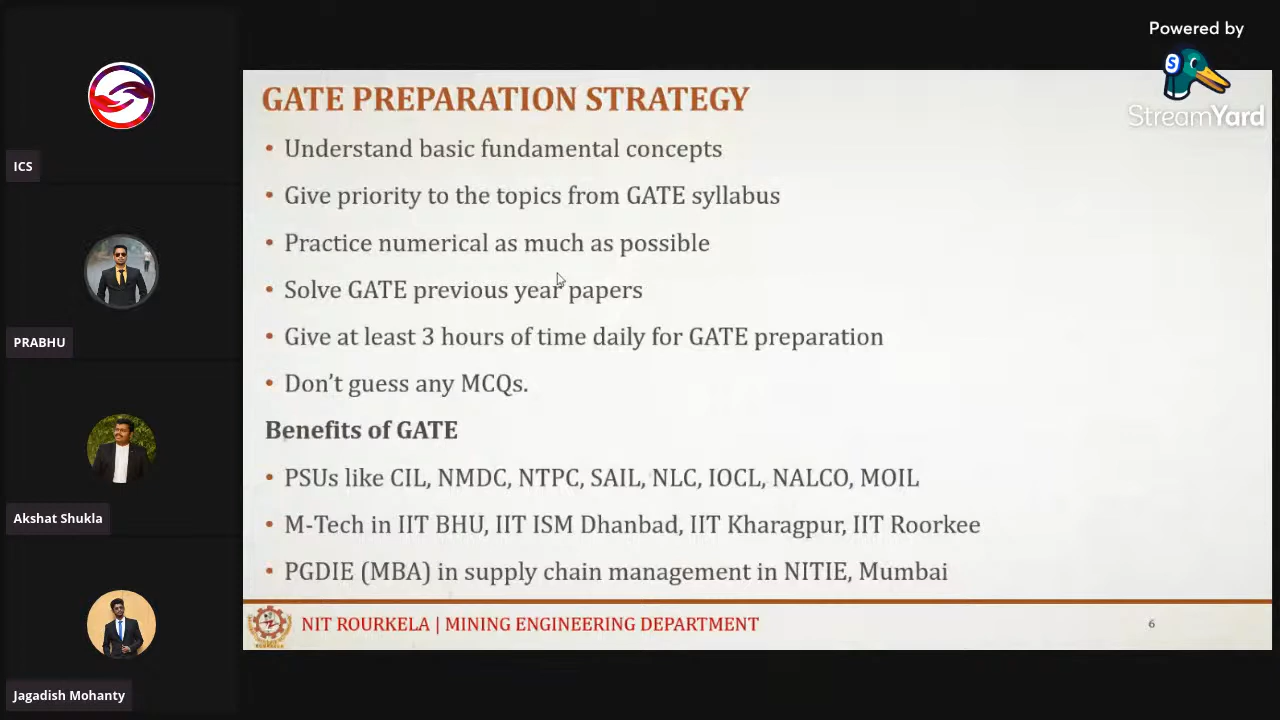 Powered by
S
StreamYard
ICS
PRABHU
Akshat Shukla
Jagadish Mohanty
GATE PREPARATION STRATEGY
• Understand basic fundamental concepts
• Give priority to the topics from GATE syllabus
• Practice numerical as much as possible
• Solve GATE previous year papers
• Give at least 3 hours of time daily for GATE preparation
• Don’t guess any MCQs.
Benefits of GATE
• PSUs like CIL, NMDC, NTPC, SAIL, NLC, IOCL, NALCO, MOIL
• M-Tech in IIT BHU, IIT ISM Dhanbad, IIT Kharagpur, IIT Roorkee
• PGDIE (MBA) in supply chain management in NITIE, Mumbai
NIT ROURKELA | MINING ENGINEERING DEPARTMENT
6